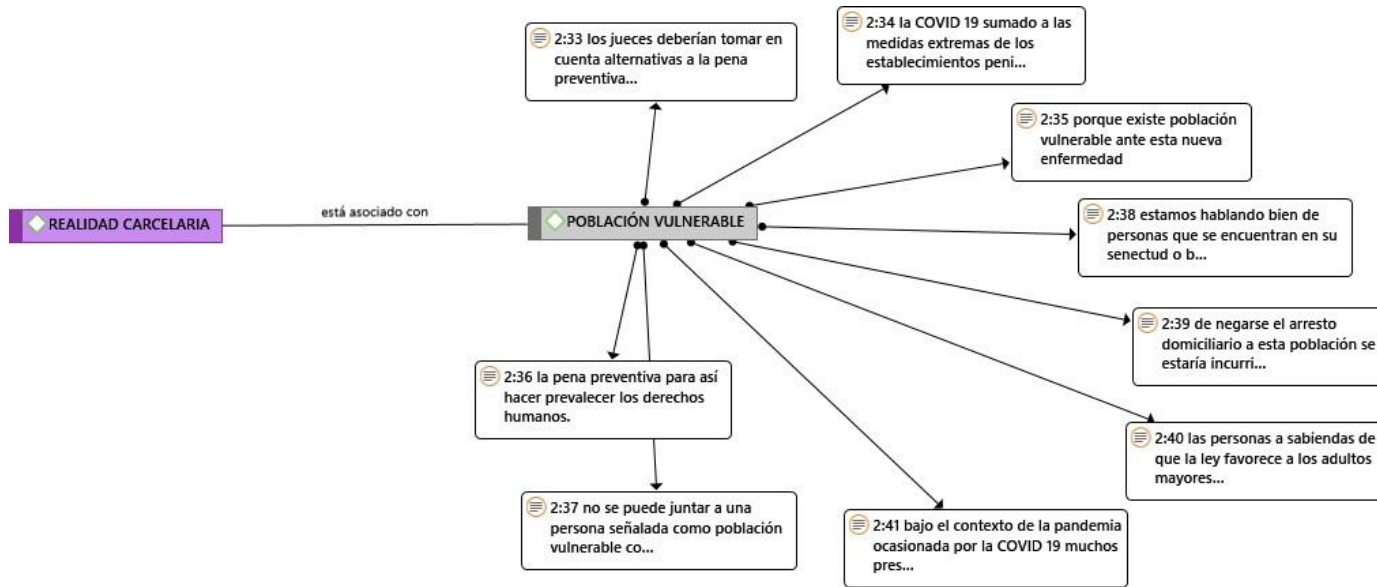 2:33 los jueces deberían tomar en
cuenta alternativas a la pena
preventiva...
2:34 la COVID 19 sumado a las
medidas extremas de los
establecimientos peni...
2:35 porque existe población
vulnerable ante esta nueva
enfermedad
REALIDAD CARCELARIA
está asociado con
POBLACIÓN VULNERABLE
2:38 estamos hablando bien de
personas que se encuentran en su
senectud o b...
2:39 de negarse el arresto
domiciliario a esta población se
estaría incurri...
2:36 la pena preventiva para así
hacer prevalecer los derechos
humanos.
2:40 las personas a sabiendas de
que la ley favorece a los adultos
mayores...
2:37 no se puede juntar a una
persona señalada como población
vulnerable co...
2:41 bajo el contexto de la pandemia
ocasionada por la COVID 19 muchos
pres...